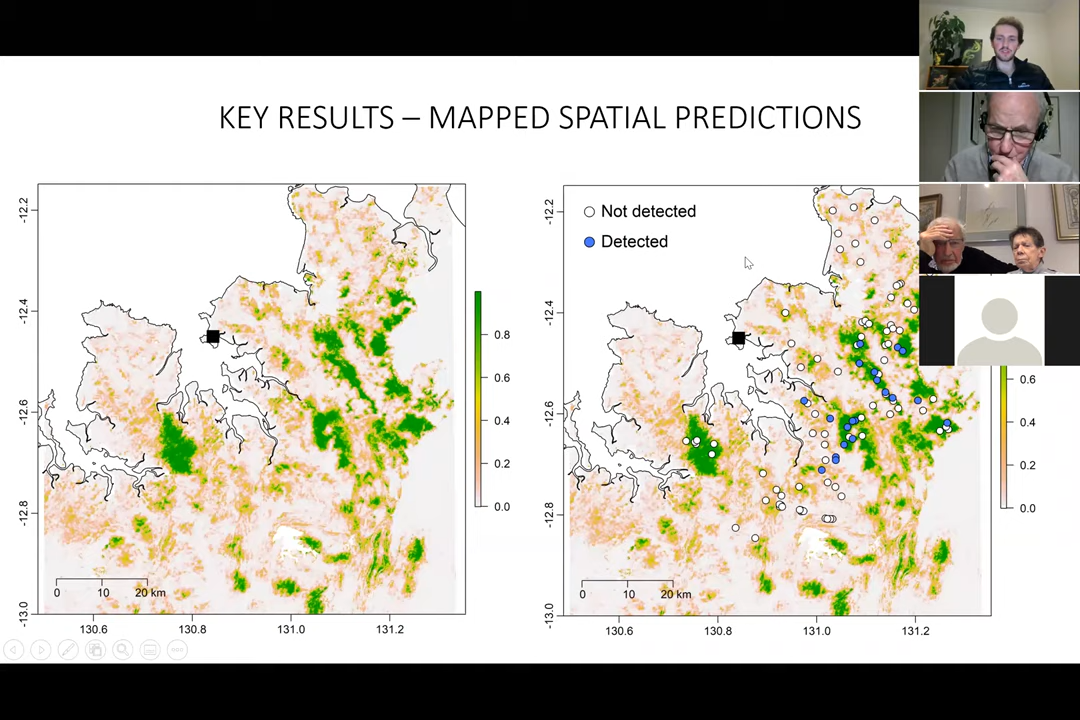 KEY RESULTS – MAPPED SPATIAL PREDICTIONS
-12.2
-12.4
-12.6
-12.8
-13.0
0 10 20 km
130.6 130.8 131.0 131.2
0.8
0.6
0.4
0.2
0.0
Not detected
Detected
-12.2
-12.4
-12.6
-12.8
-13.0
0 10 20 km
130.6 130.8 131.0 131.2
0.6
0.4
0.2
0.0